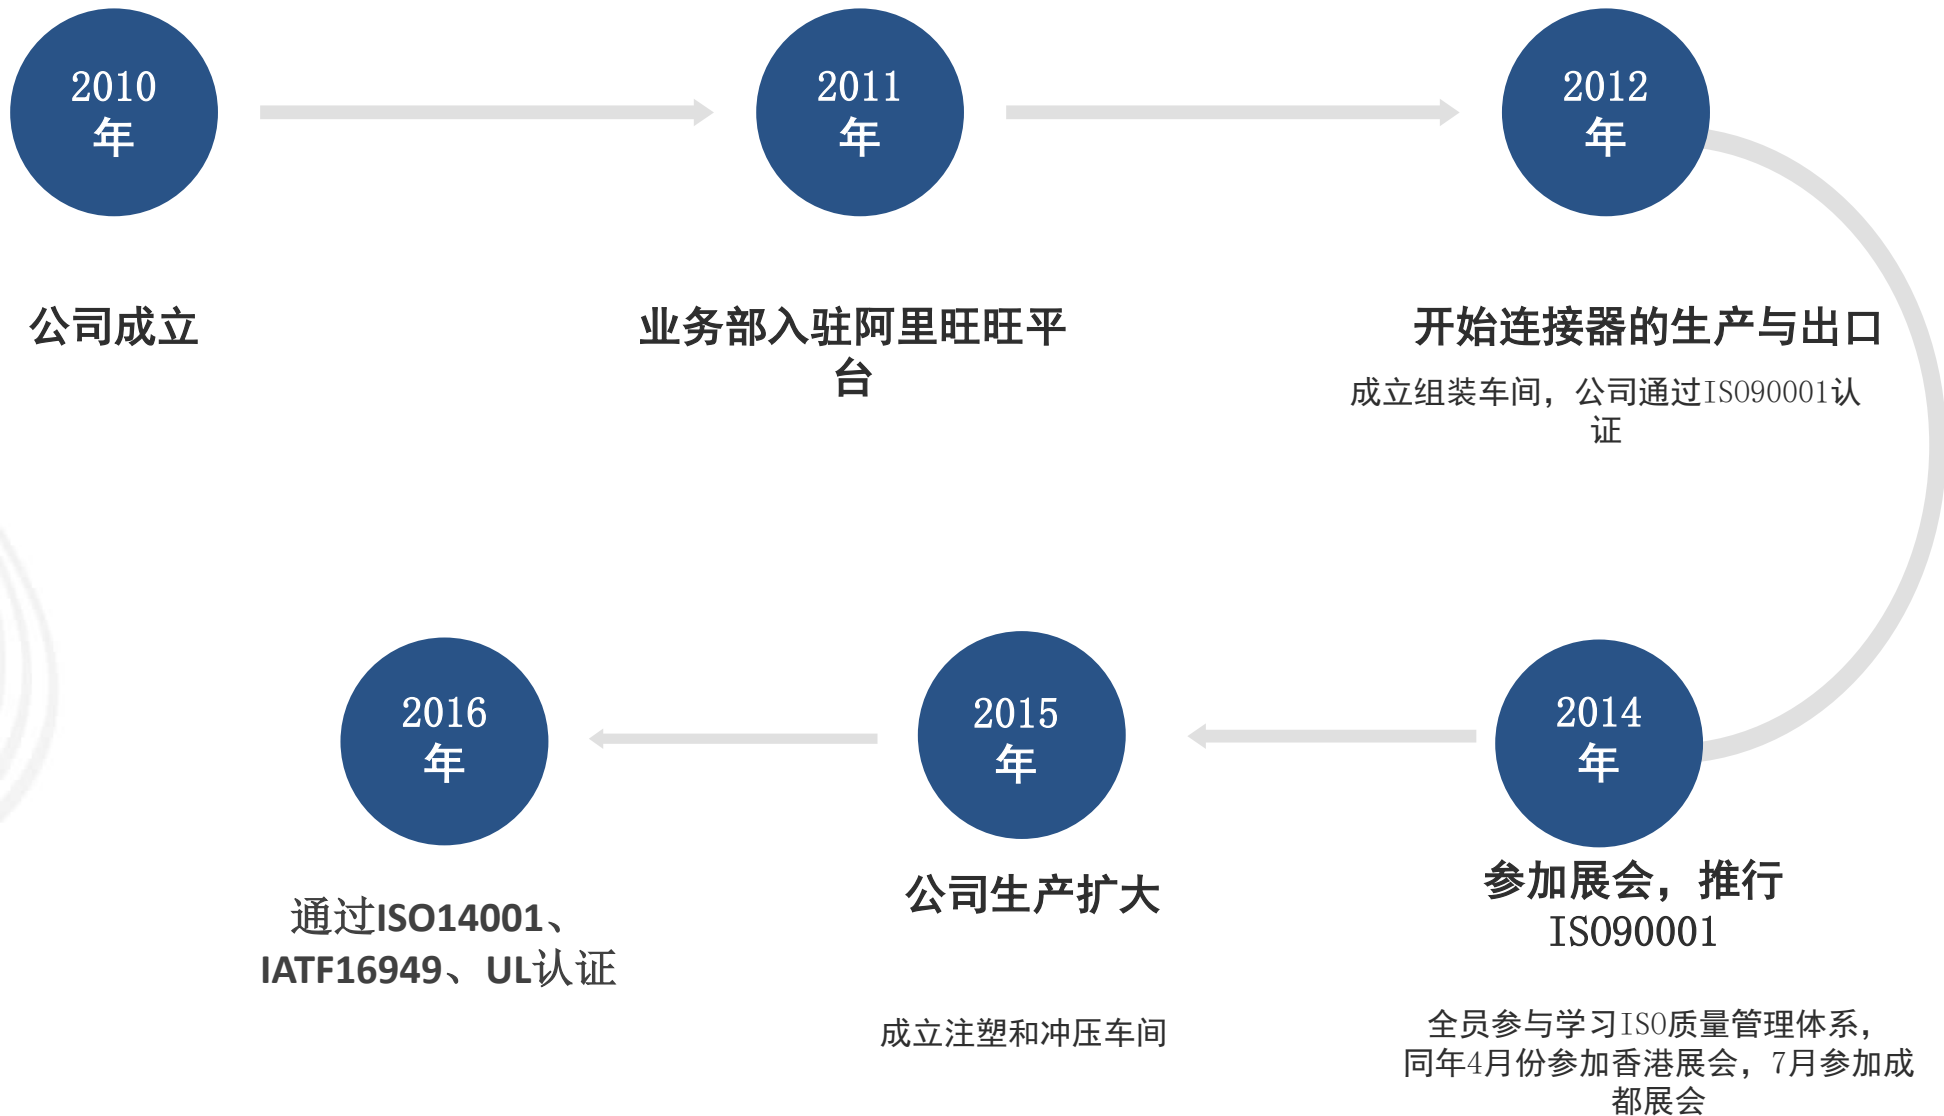 2010
年
2011
年
2012
年
公司成立
业务部入驻阿里旺旺平
台
开始连接器的生产与出口
成立组装车间，公司通过ISO90001认
证
2014
年
参加展会，推行
ISO90001
全员参与学习ISO质量管理体系，
同年4月份参加香港展会，7月参加成
都展会
2015
年
公司生产扩大
成立注塑和冲压车间
2016
年
通过ISO14001、
IATF16949、UL认证